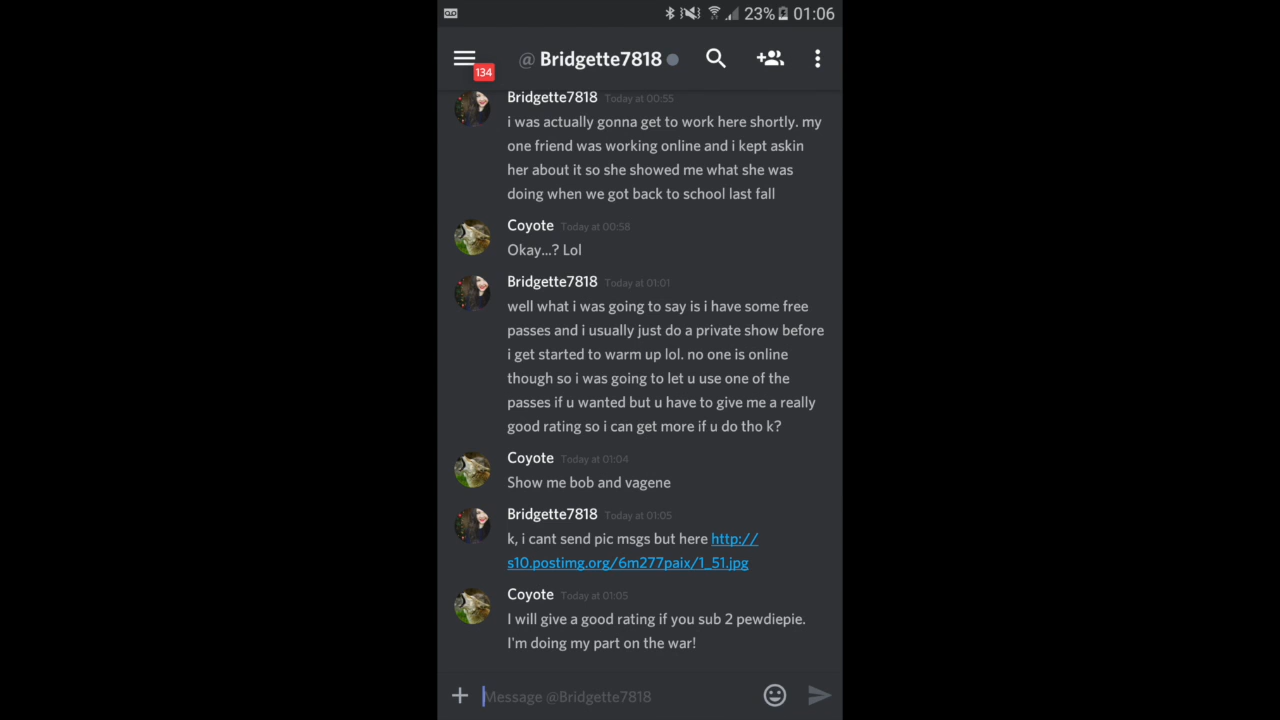 23% 01:06
@ Bridgette7818
134
Bridgette7818 Today at 00:55
i was actually gonna get to work here shortly. my
one friend was working online and i kept askin
her about it so she showed me what she was
doing when we got back to school last fall
Coyote Today at 00:58
Okay...? Lol
Bridgette7818 Today at 01:01
well what i was going to say is i have some free
passes and i usually just do a private show before
i get started to warm up lol. no one is online
though so i was going to let u use one of the
passes if u wanted but u have to give me a really
good rating so i can get more if u do tho k?
Coyote Today at 01:04
Show me bob and vagene
Bridgette7818 Today at 01:05
k, i cant send pic msgs but here http://
s10.postimg.org/6m277paix/1_51.jpg
Coyote Today at 01:05
I will give a good rating if you sub 2 pewdiepie.
I'm doing my part on the war!
Message @Bridgette7818